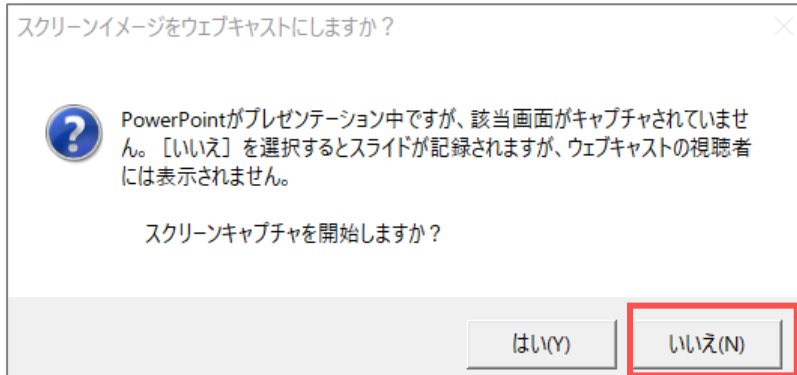 スクリーンイメージをウェブキャストにしますか？
PowerPointがプレゼンテーション中ですが、該当画面がキャプチャされていませ
ん。［いいえ］を選択するとスライドが記録されますが、ウェブキャストの視聴者
には表示されません。
スクリーンキャプチャを開始しますか？
はい(Y)
いいえ(N)